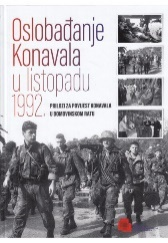 Oslobađanje
Konavala
u listopadu
1992.
PRILOZI ZA POVIJEST KONAVALA
U DOMOVINSKOM RATU